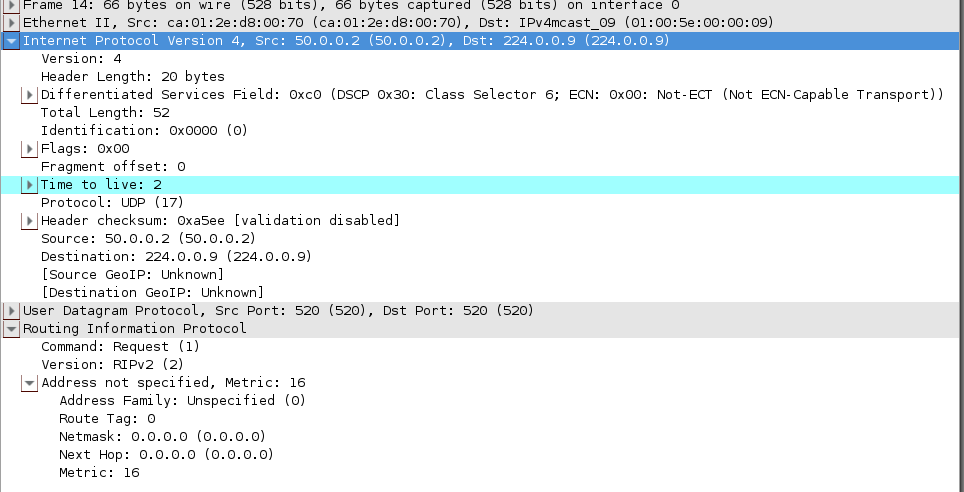 Frame 14: 66 bytes on wire (528 bits), 66 bytes captured (528 bits) on interface 0
Ethernet II, Src: ca:01:2e:d8:00:70 (ca:01:2e:d8:00:70), Dst: IPv4mcast_09 (01:00:5e:00:00:09)
Internet Protocol Version 4, Src: 50.0.0.2 (50.0.0.2), Dst: 224.0.0.9 (224.0.0.9)
Version: 4
Header Length: 20 bytes
Differentiated Services Field: 0xc0 (DSCP 0x30: Class Selector 6; ECN: 0x00: Not-ECT (Not ECN-Capable Transport))
Total Length: 52
Identification: 0x0000 (0)
Flags: 0x00
Fragment offset: 0
Time to live: 2
Protocol: UDP (17)
Header checksum: 0xa5ee [validation disabled]
Source: 50.0.0.2 (50.0.0.2)
Destination: 224.0.0.9 (224.0.0.9)
[Source GeoIP: Unknown]
[Destination GeoIP: Unknown]
User Datagram Protocol, Src Port: 520 (520), Dst Port: 520 (520)
Routing Information Protocol
Command: Request (1)
Version: RIPv2 (2)
Address not specified, Metric: 16
Address Family: Unspecified (0)
Route Tag: 0
Netmask: 0.0.0.0 (0.0.0.0)
Next Hop: 0.0.0.0 (0.0.0.0)
Metric: 16